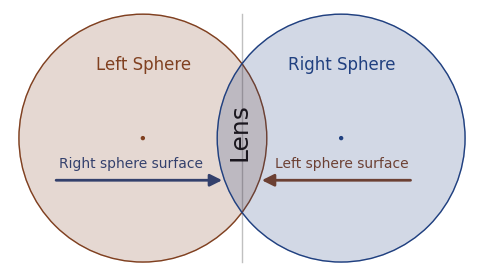 Left Sphere
Right Sphere
Lens
Right sphere surface
Left sphere surface